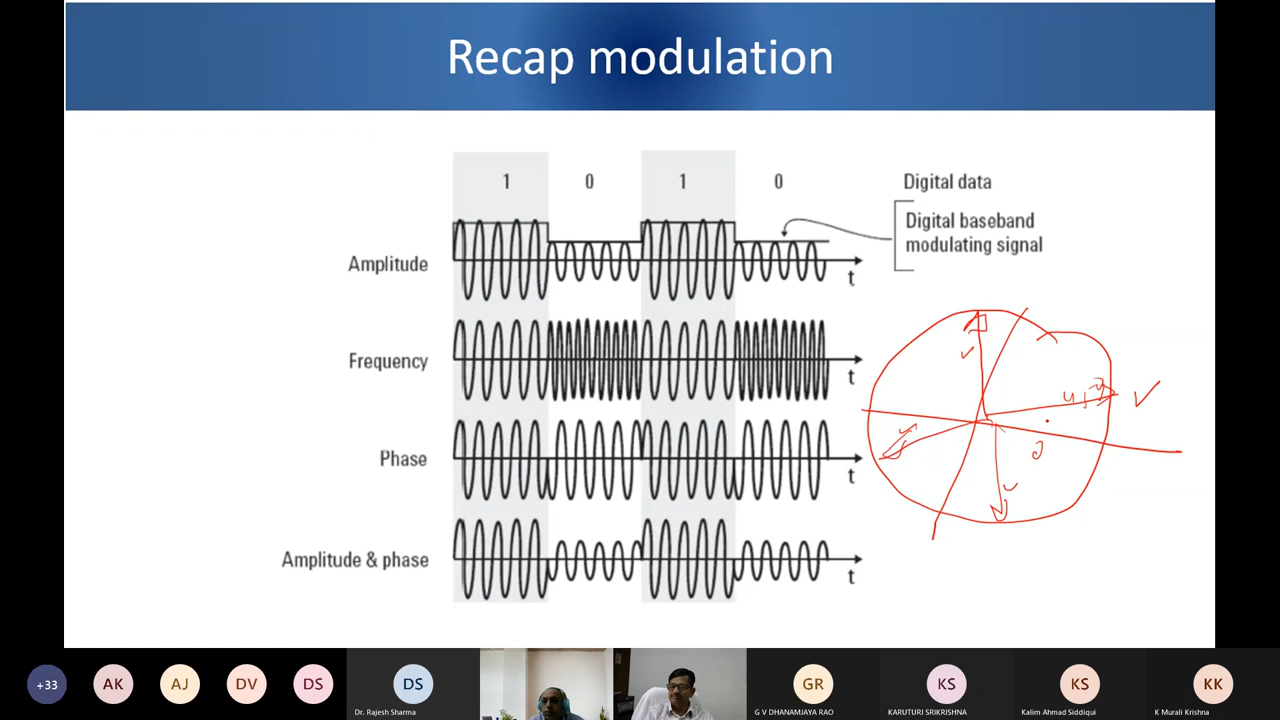 Recap modulation
1 0 1 0 Digital data
Digital baseband
modulating signal
Amplitude
t
Frequency
t
Phase
t
Amplitude & phase
t
+33 AK AJ DV DS DS GR KS KS KK
Dr. Rajesh Sharma G V DHANAMJAYA RAO KARUTURI SRIKRISHNA Kalim Ahmad Siddiqui K Murali Krishna